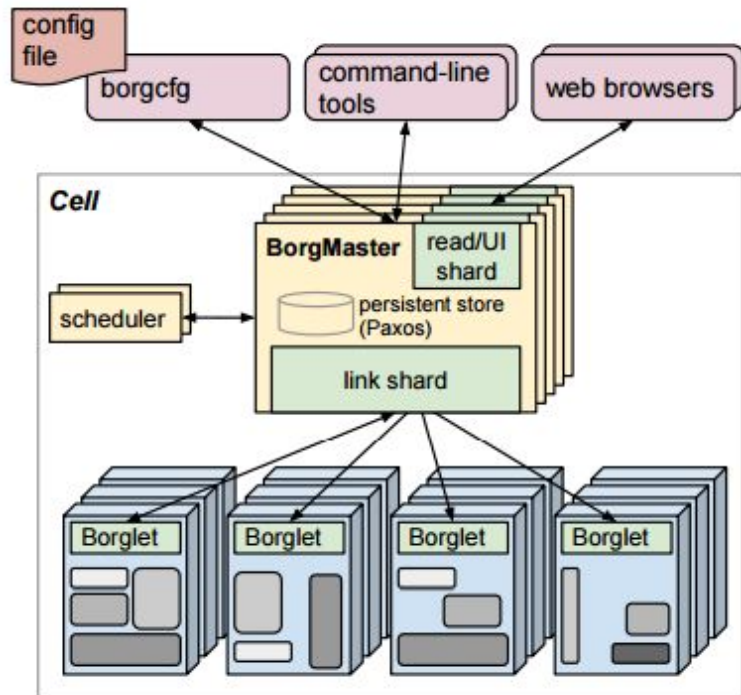 config
file
borgcfg
command-line
tools
web browsers
Cell
BorgMaster
read/UI
shard
persistent store
(Paxos)
scheduler
link shard
Borglet
Borglet
Borglet
Borglet